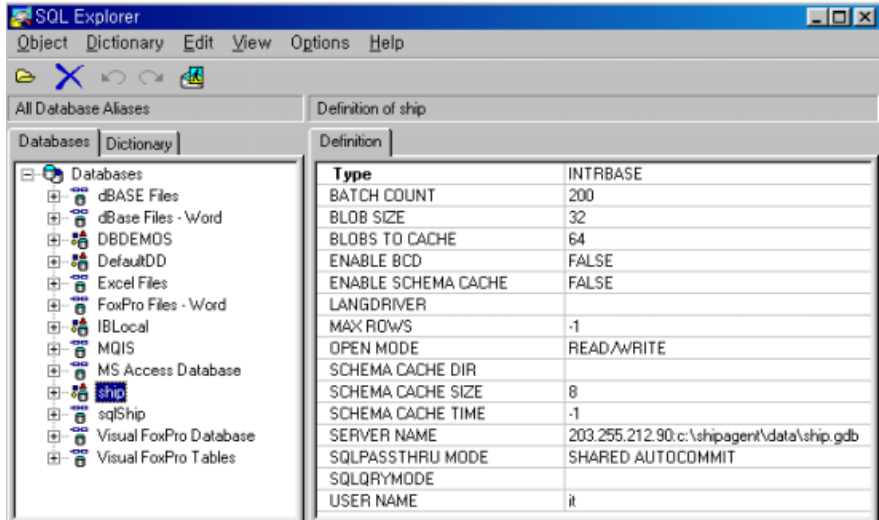 SQL Explorer
Object Dictionary Edit View Options Help
All Database Aliases
Definition of ship
Databases Dictionary
Definition
Databases
dBASE Files
dBase Files - Word
DBDEMOS
DefaultDD
Excel Files
FoxPro Files - Word
IBLocal
MQIS
MS Access Database
ship
sqlShip
Visual FoxPro Database
Visual FoxPro Tables
Type INTRBASE
BATCH COUNT 200
BLOB SIZE 32
BLOBS TO CACHE 64
ENABLE BCD FALSE
ENABLE SCHEMA CACHE FALSE
LANGDRIVER
MAX ROWS -1
OPEN MODE READ/WRITE
SCHEMA CACHE DIR
SCHEMA CACHE SIZE 8
SCHEMA CACHE TIME -1
SERVER NAME 203.255.212.90:c:\shipagent\data\ship.gdb
SQLPASSTHRU MODE SHARED AUTOCOMMIT
SQLQRYMODE
USER NAME it